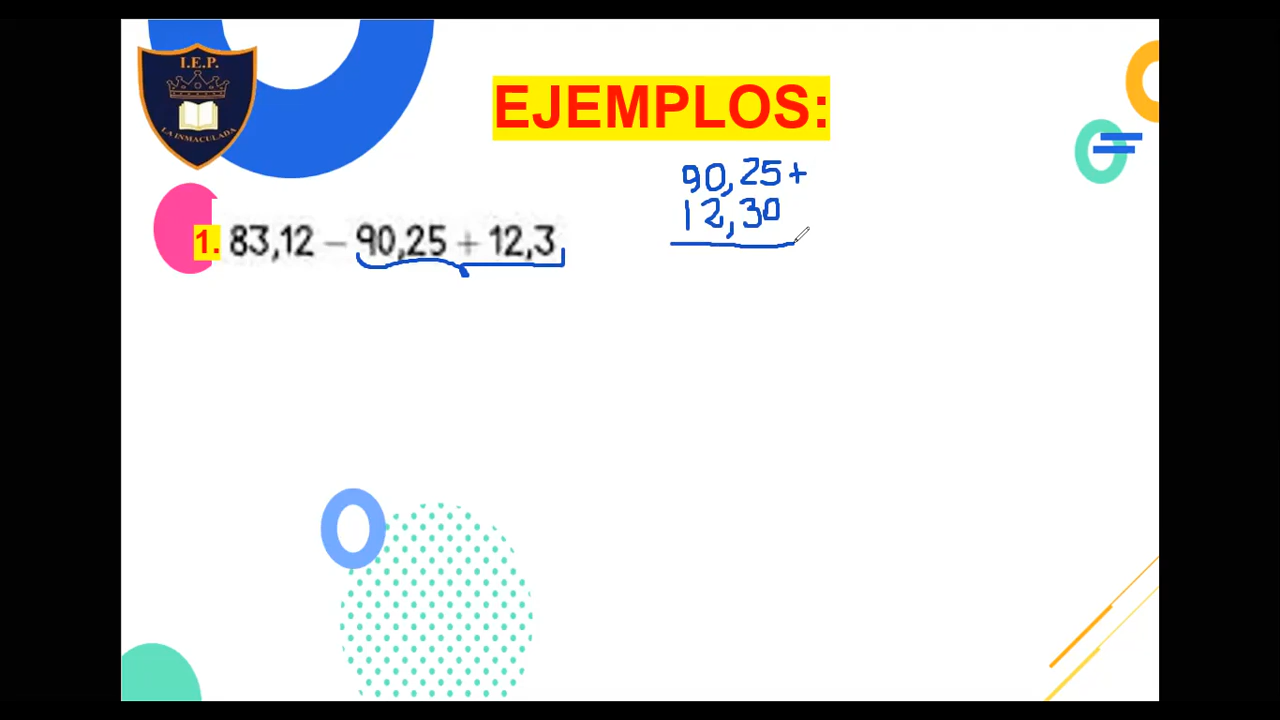 I.E.P.
LA INMACULADA
EJEMPLOS:
90,25+
12,30
1. 83,12 – 90,25 + 12,3